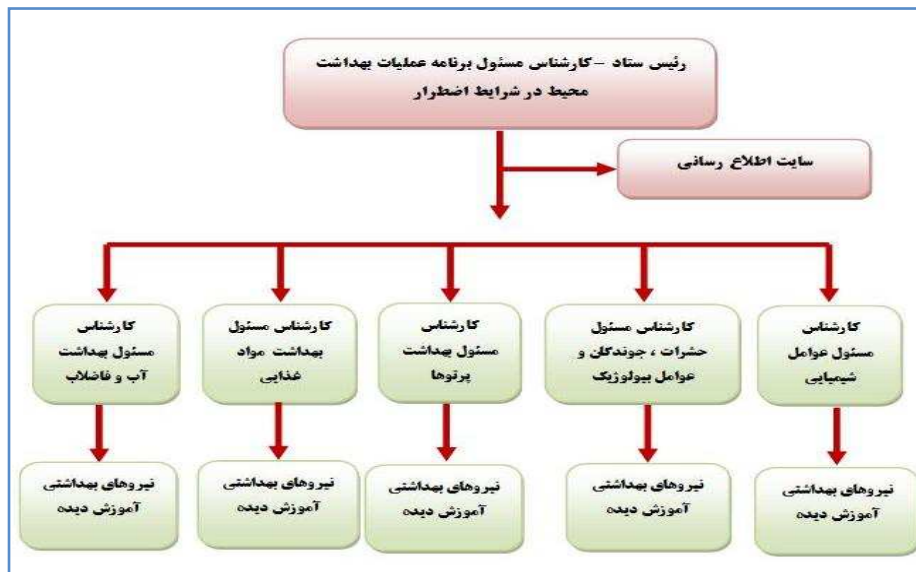 رئیس ستاد – کارشناس مسئول برنامه عملیات بهداشت
محیط در شرایط اضطرار
سایت اطلاع رسانی
کارشناس
مسئول عوامل
شیمیایی
کارشناس مسئول
حشرات ، جوندگان و
عوامل بیولوژیک
کارشناس
مسئول بهداشت
پرتوها
کارشناس مسئول
بهداشت مواد
غذایی
کارشناس
مسئول بهداشت
آب و فاضلاب
نیروهای بهداشتی
آموزش دیده
نیروهای بهداشتی
آموزش دیده
نیروهای بهداشتی
آموزش دیده
نیروهای بهداشتی
آموزش دیده
نیروهای بهداشتی
آموزش دیده